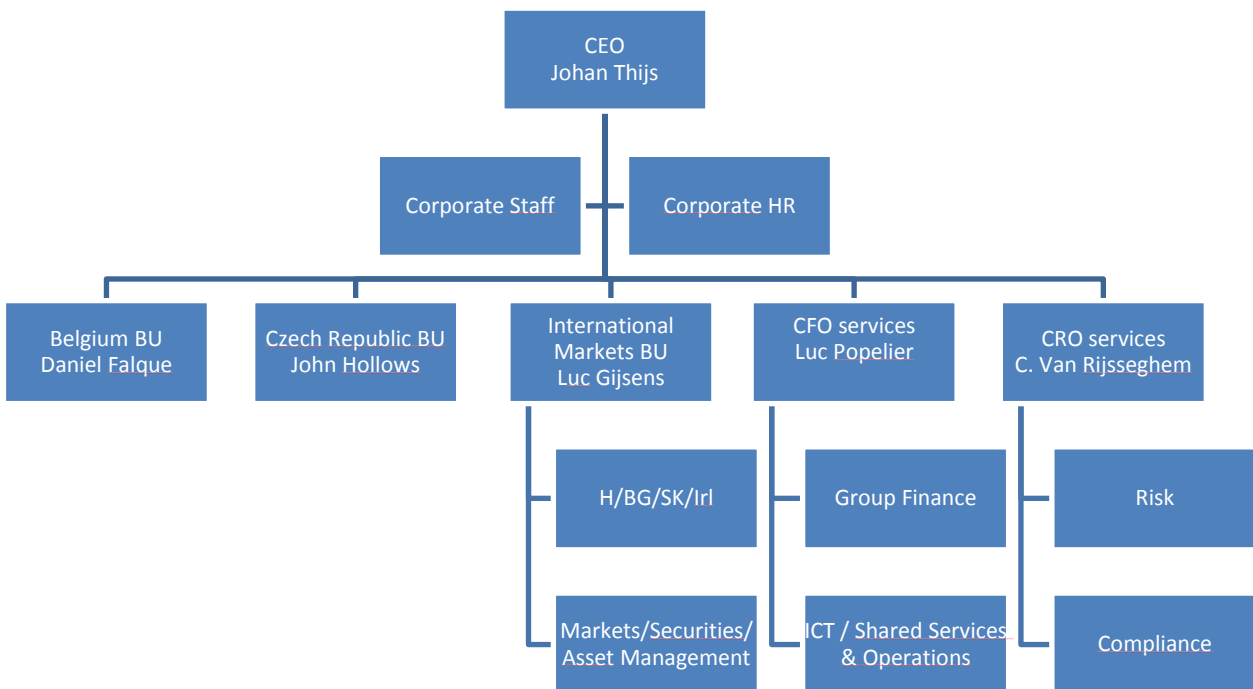 CEO
Johan Thijs
Corporate Staff
Corporate HR
Belgium BU
Daniel Falque
Czech Republic BU
John Hollows
International
Markets BU
Luc Gijsens
CFO services
Luc Popelier
CRO services
C. Van Rijsseghem
H/BG/SK/Irl
Group Finance
Risk
Markets/Securities/
Asset Management
ICT / Shared Services
& Operations
Compliance